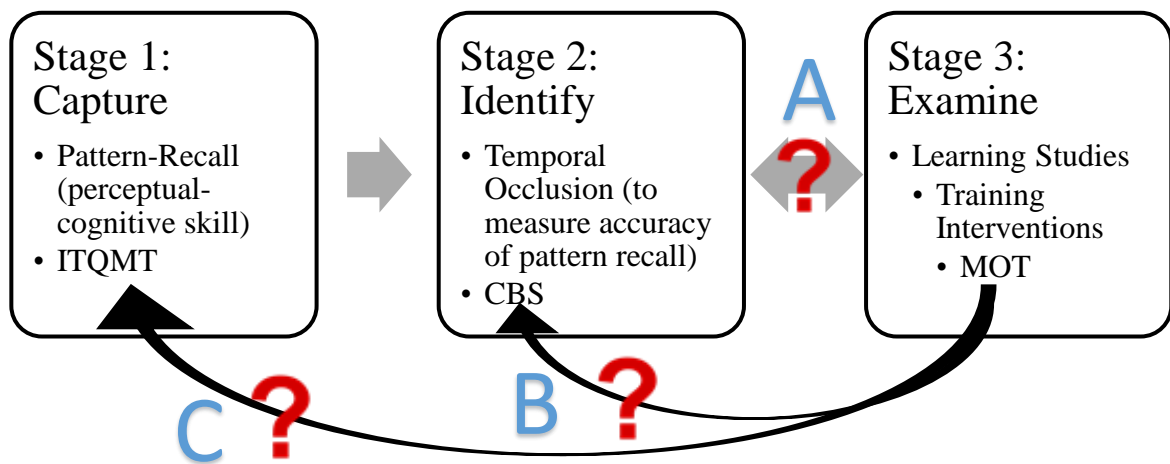 Stage 1:
Capture
• Pattern-Recall
(perceptual-
cognitive skill)
• ITQMT
Stage 2:
Identify
• Temporal
Occlusion (to
measure accuracy
of pattern recall)
• CBS
A
?
Stage 3:
Examine
• Learning Studies
• Training
Interventions
• MOT
B ?
C ?